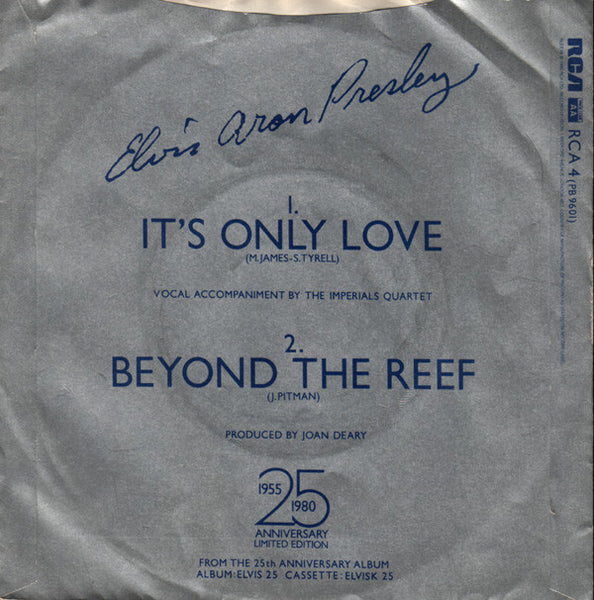 Elvis Aron Presley
1.
IT'S ONLY LOVE
(M.JAMES-S.TYRELL)
VOCAL ACCOMPANIMENT BY THE IMPERIALS QUARTET
2.
BEYOND THE REEF
(J.PITMAN)
PRODUCED BY JOAN DEARY
1955
25
1980
ANNIVERSARY
LIMITED EDITION
FROM THE 25th ANNIVERSARY ALBUM
ALBUM:ELVIS 25 CASSETTE:ELVISK 25
RCA AA RCA 4 (PB 9601)